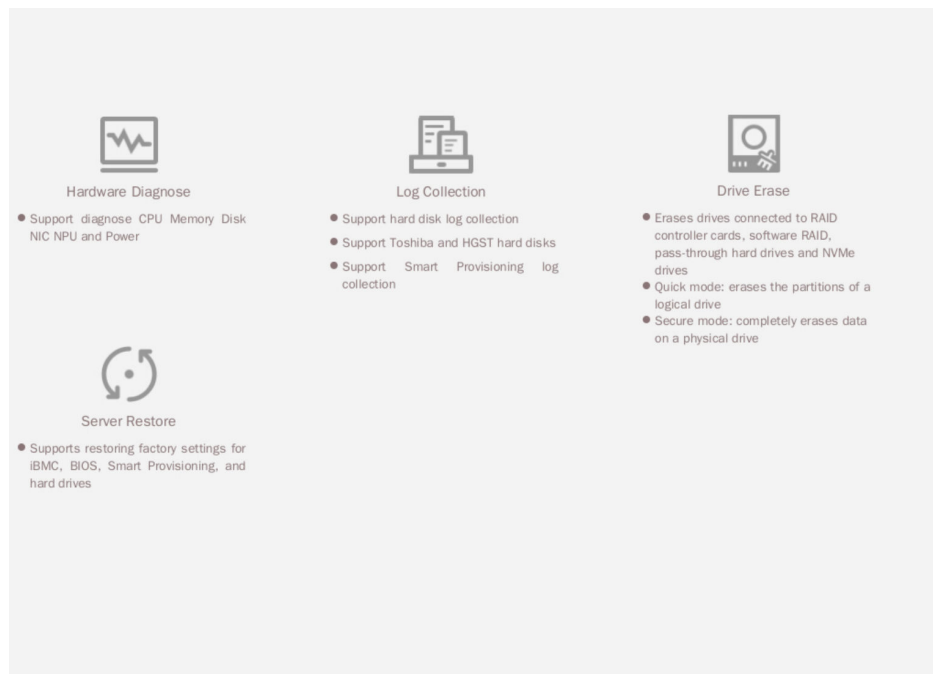 Hardware Diagnose
● Support diagnose CPU Memory Disk
NIC NPU and Power
Log Collection
● Support hard disk log collection
● Support Toshiba and HGST hard disks
● Support Smart Provisioning log
collection
Drive Erase
● Erases drives connected to RAID
controller cards, software RAID,
pass-through hard drives and NVMe
drives
● Quick mode: erases the partitions of a
logical drive
● Secure mode: completely erases data
on a physical drive
Server Restore
● Supports restoring factory settings for
iBMC, BIOS, Smart Provisioning, and
hard drives